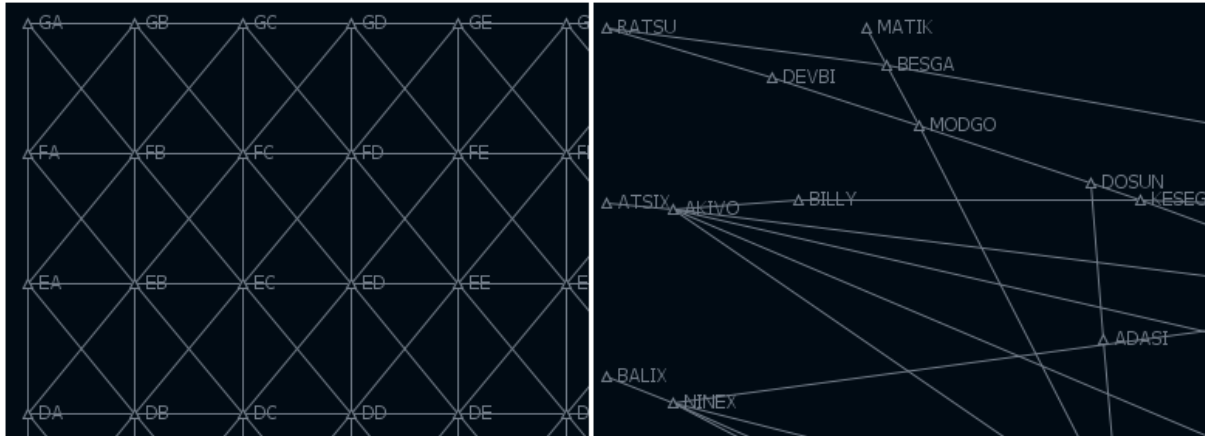 GA GB GC GD GE
FA FB FC FD FE
EA EB EC ED EE
DA DB DC DD DE
RATSU MATIK
BESGA
DEVBI
MODGO
DOSUN
ATSIX AKIVO BILLY KESEG
ADASI
BALIX
NINEX